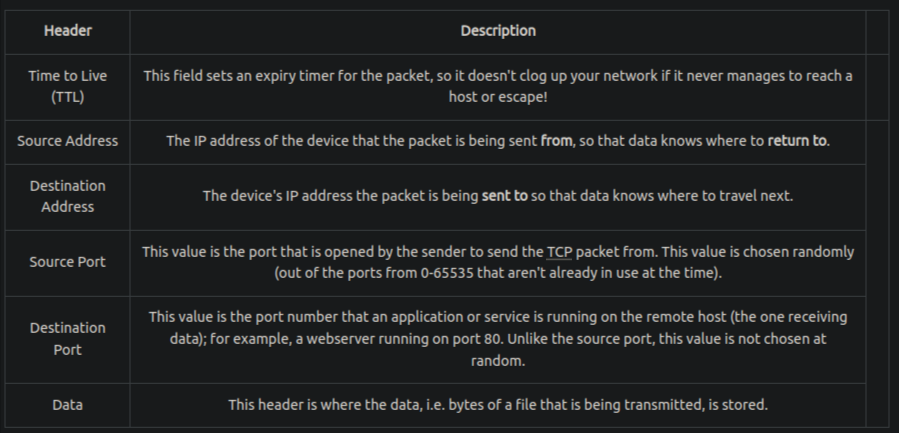 Header
Description
Time to Live
(TTL)
This field sets an expiry timer for the packet, so it doesn't clog up your network if it never manages to reach a
host or escape!
Source Address
The IP address of the device that the packet is being sent from, so that data knows where to return to.
Destination
Address
The device's IP address the packet is being sent to so that data knows where to travel next.
Source Port
This value is the port that is opened by the sender to send the TCP packet from. This value is chosen randomly
(out of the ports from 0-65535 that aren't already in use at the time).
Destination
Port
This value is the port number that an application or service is running on the remote host (the one receiving
data); for example, a webserver running on port 80. Unlike the source port, this value is not chosen at
random.
Data
This header is where the data, i.e. bytes of a file that is being transmitted, is stored.